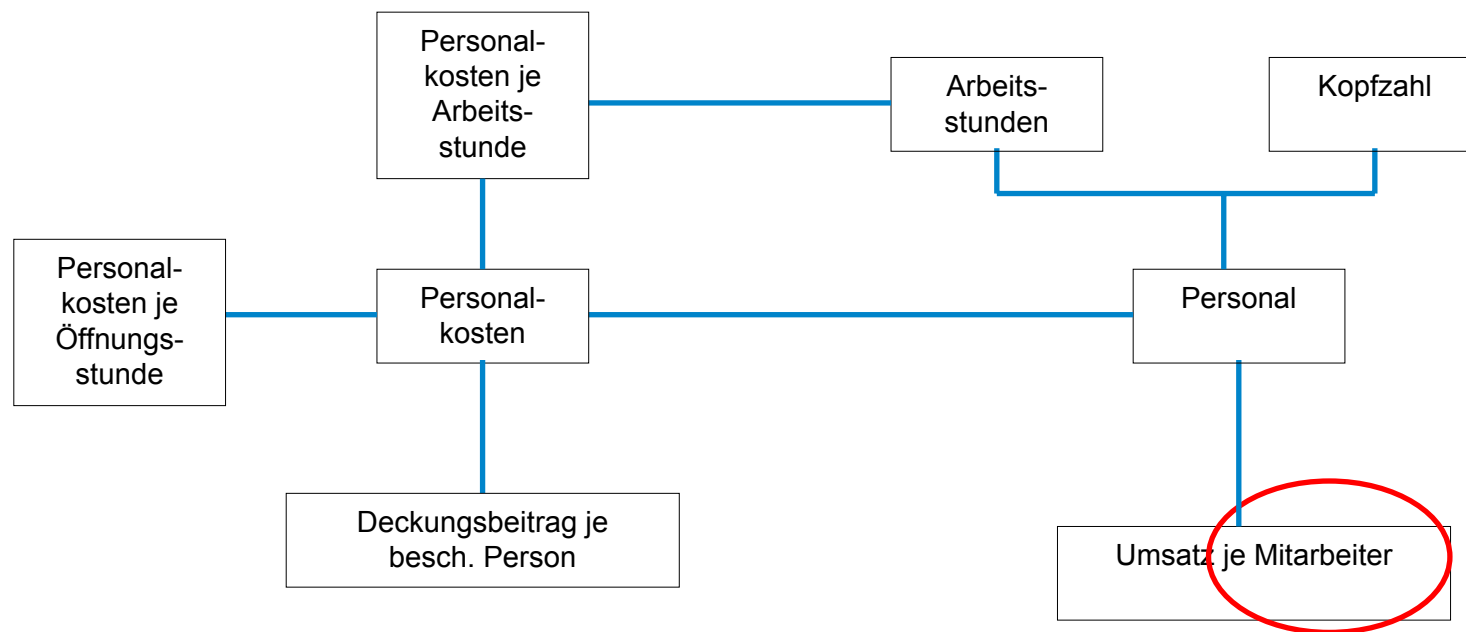 Personal-
kosten je
Arbeits-
stunde
Arbeits-
stunden
Kopfzahl
Personal-
kosten je
Öffnungs-
stunde
Personal-
kosten
Personal
Deckungsbeitrag je
besch. Person
Umsatz je Mitarbeiter